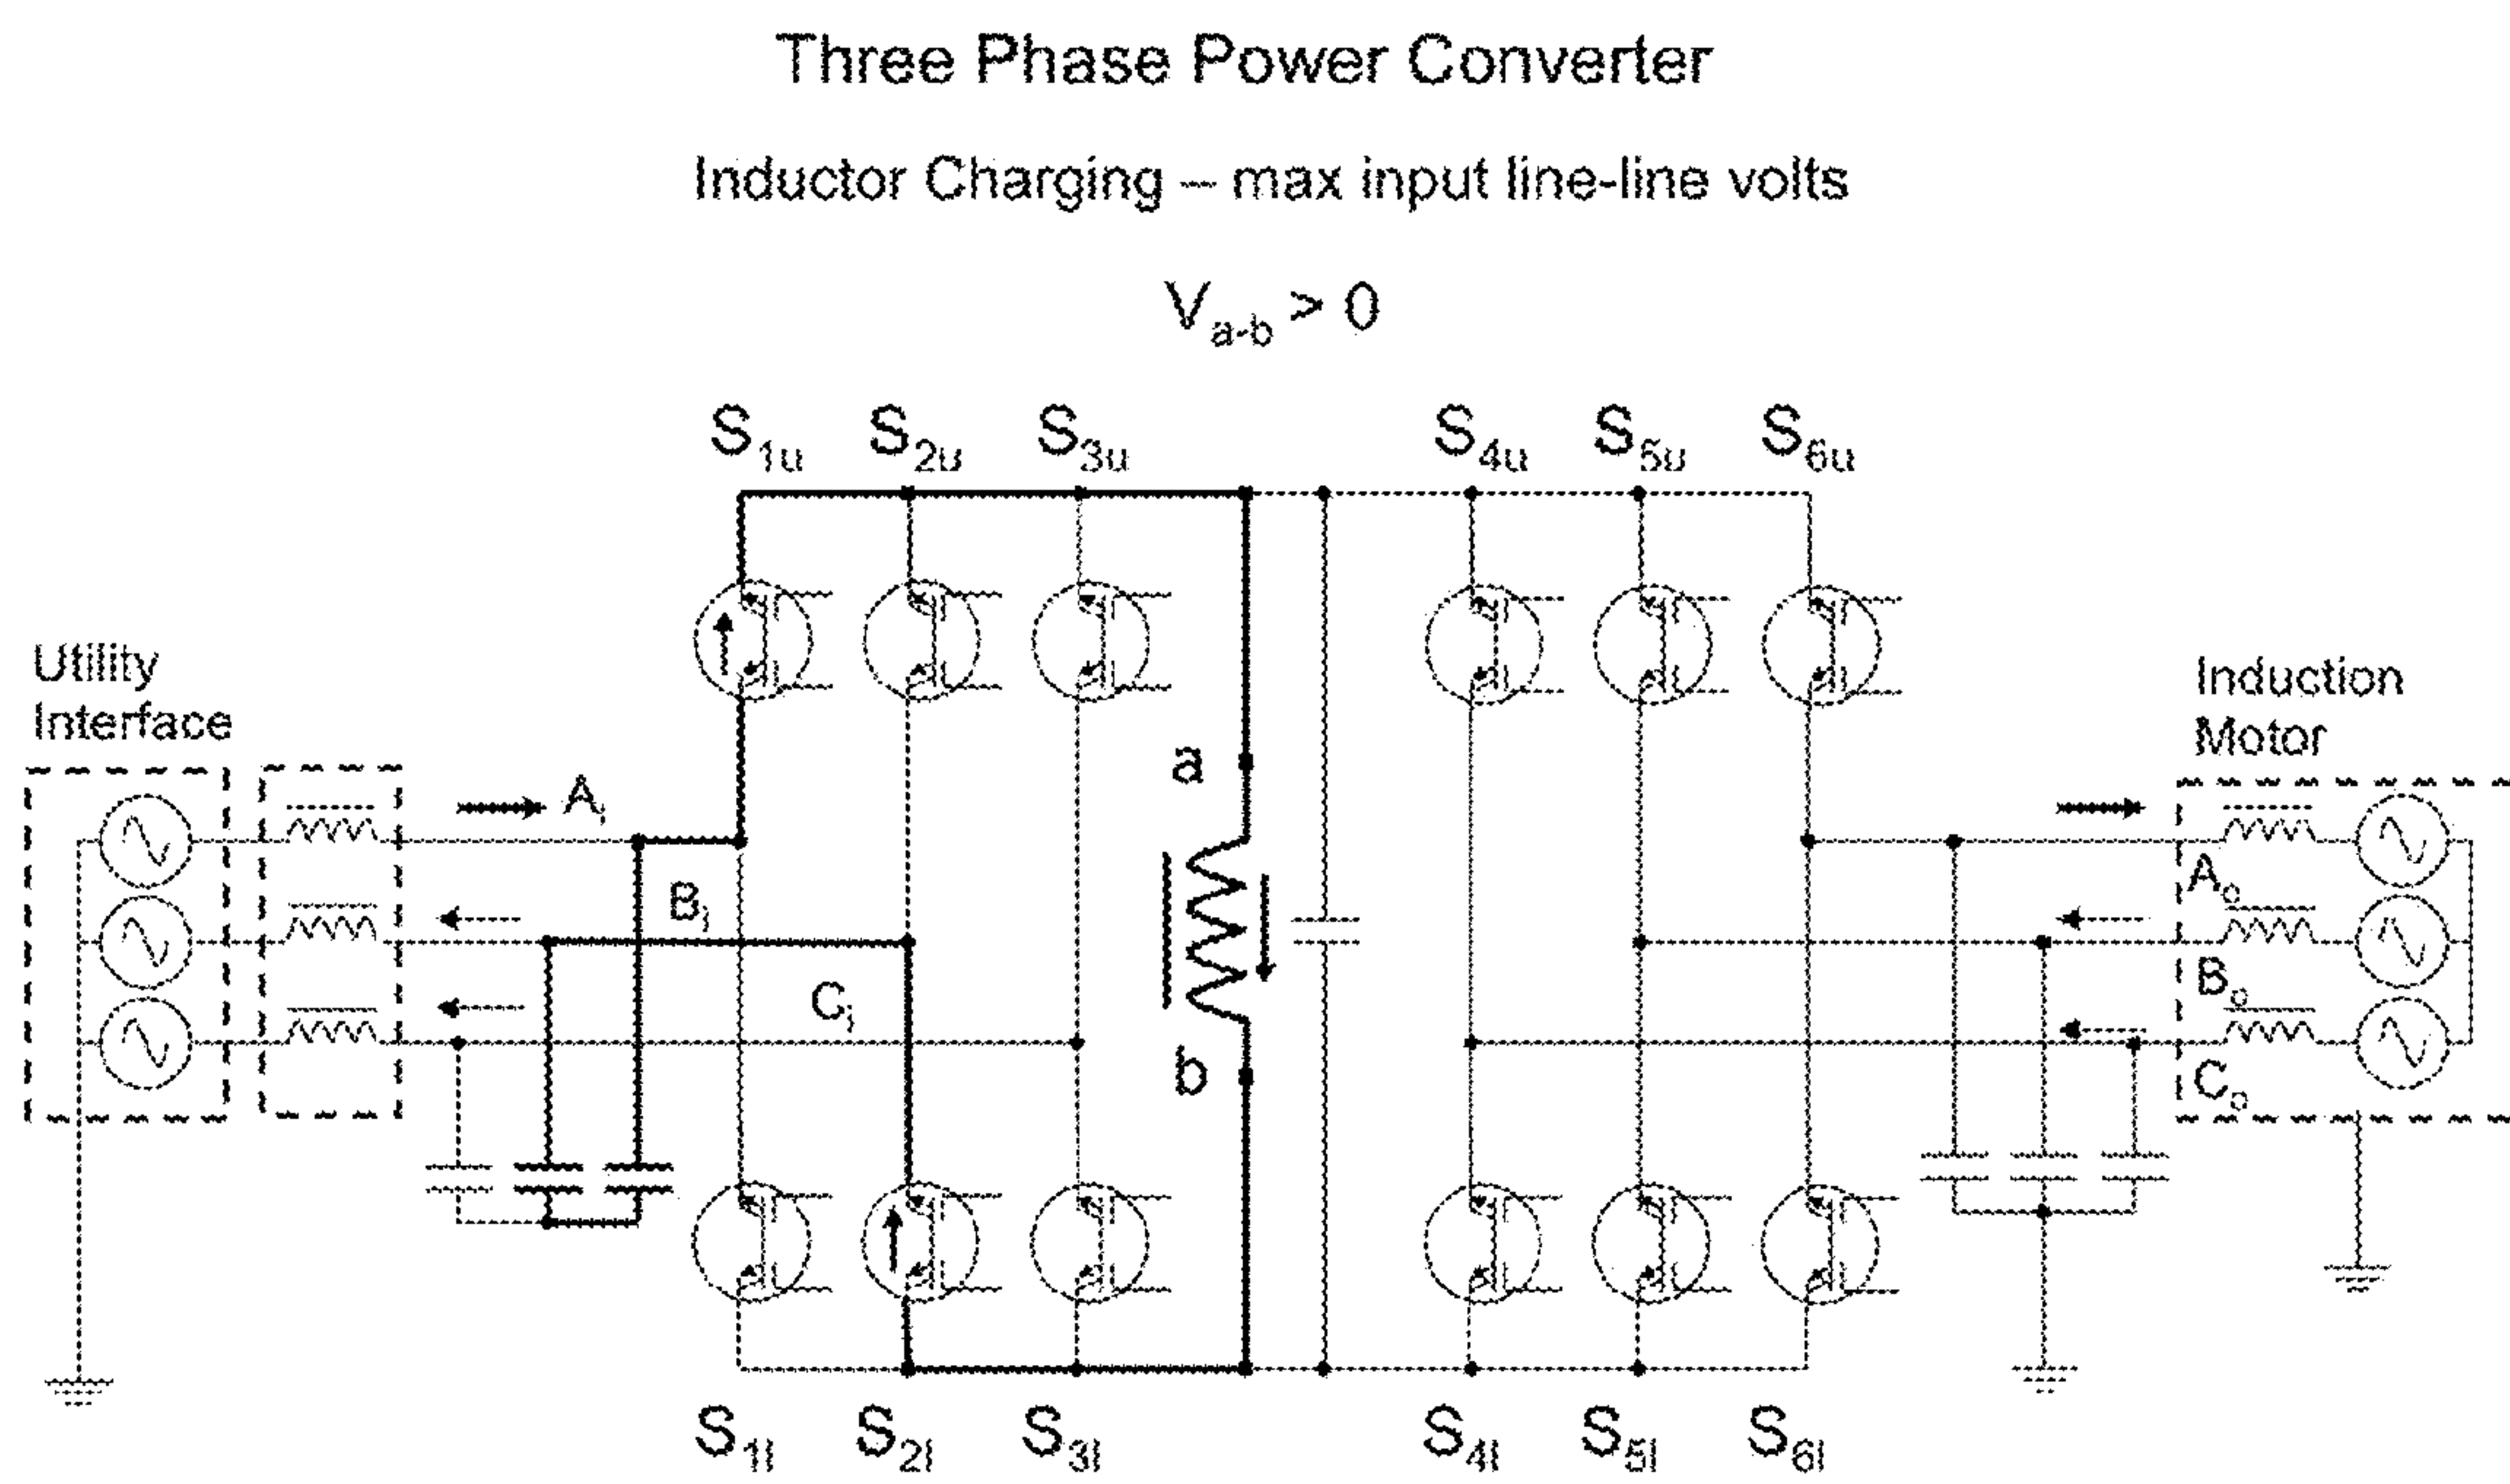 Three Phase Power Converter
Inductor Charging – max input line-line volts
Va-b > 0
S1u S2u S3u S4u S5u S6u
Utility
Interface
Induction
Motor
a
Ai
Bi
Ci
b
Ao
Bo
Co
S1l S2l S3l S4l S5l S6l